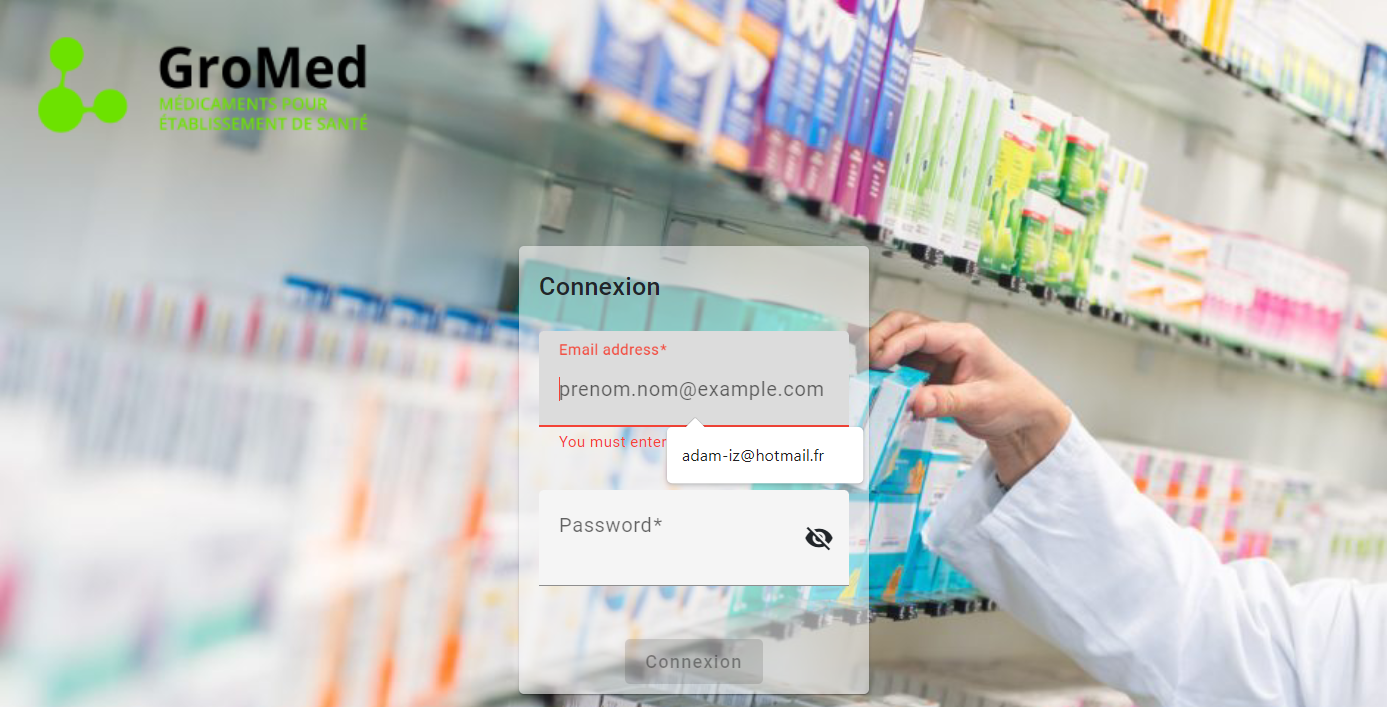 GroMed
MÉDICAMENTS POUR
ÉTABLISSEMENT DE SANTÉ
Connexion
Email address*
prenom.nom@example.com
You must enter
adam-iz@hotmail.fr
Password*
Connexion